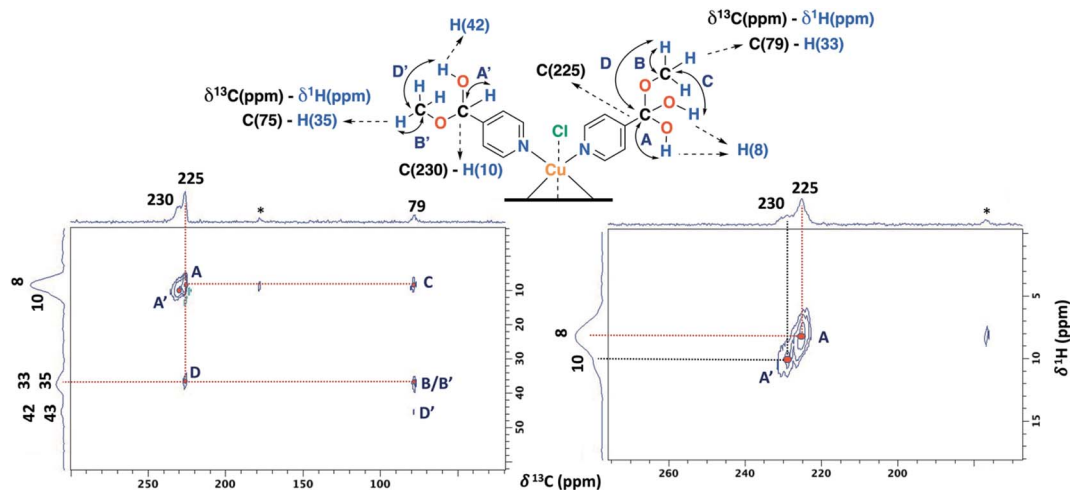 H(42)
δ13C(ppm) - δ1H(ppm)
C(79) - H(33)
D' H O A'
H H H
C C H
H O B'
δ13C(ppm) - δ1H(ppm)
C(75) - H(35)
C(230) - H(10)
C(225)
D B H H
C H C
O
C O H
A O
H
H(8)
Cl
N N
Cu
230 225 * 79
A
A'
C
D
B/B'
D'
8
10
33 35
42 43
10
20
30
40
50
250 200 150 100 50
δ 13C (ppm)
230 225 *
A
A'
8
10
5
10
15
δ1H (ppm)
260 240 220 200